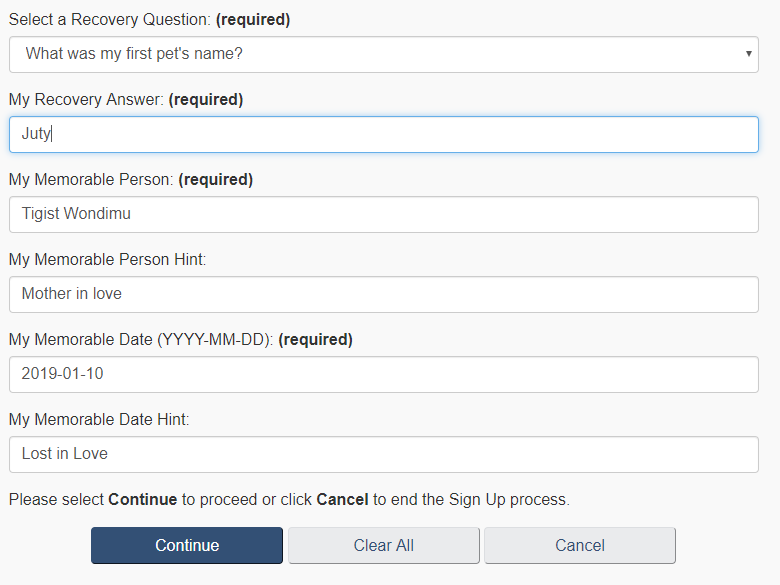 Select a Recovery Question: (required)
What was my first pet's name?
My Recovery Answer: (required)
Juty
My Memorable Person: (required)
Tigist Wondimu
My Memorable Person Hint:
Mother in love
My Memorable Date (YYYY-MM-DD): (required)
2019-01-10
My Memorable Date Hint:
Lost in Love
Please select Continue to proceed or click Cancel to end the Sign Up process.
Continue Clear All Cancel